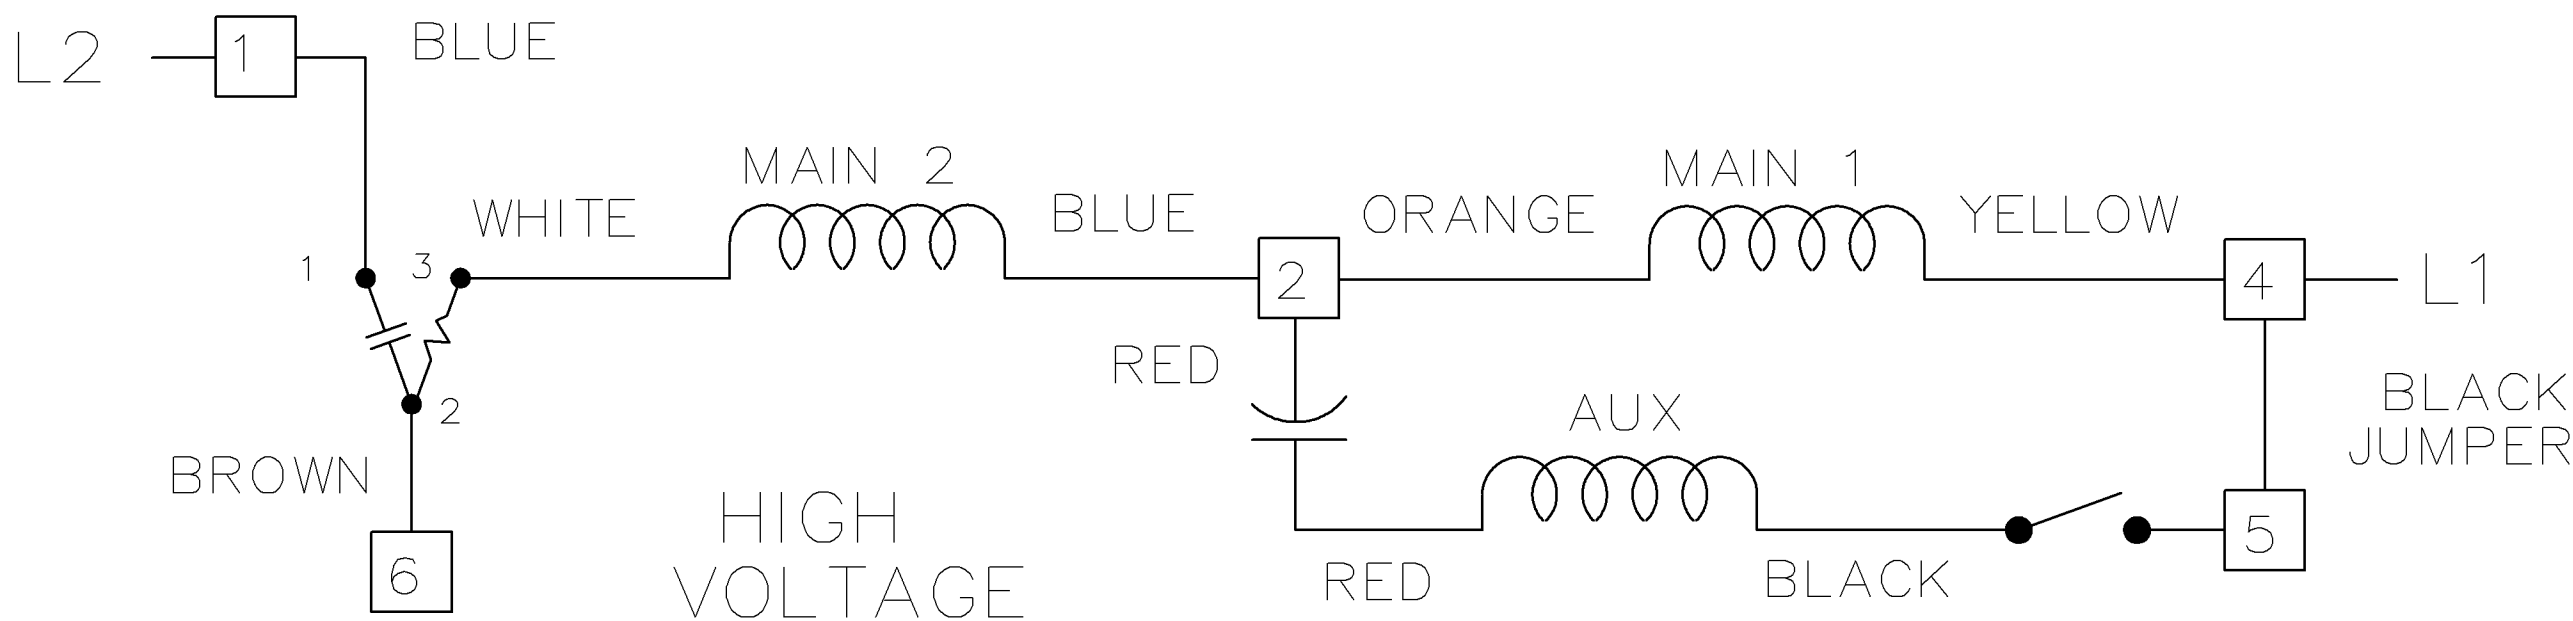 L2
1
BLUE
MAIN 2
MAIN 1
WHITE
BLUE
ORANGE
YELLOW
1
3
2
4
L1
RED
BLACK
JUMPER
2
AUX
BROWN
HIGH
VOLTAGE
5
6
RED
BLACK